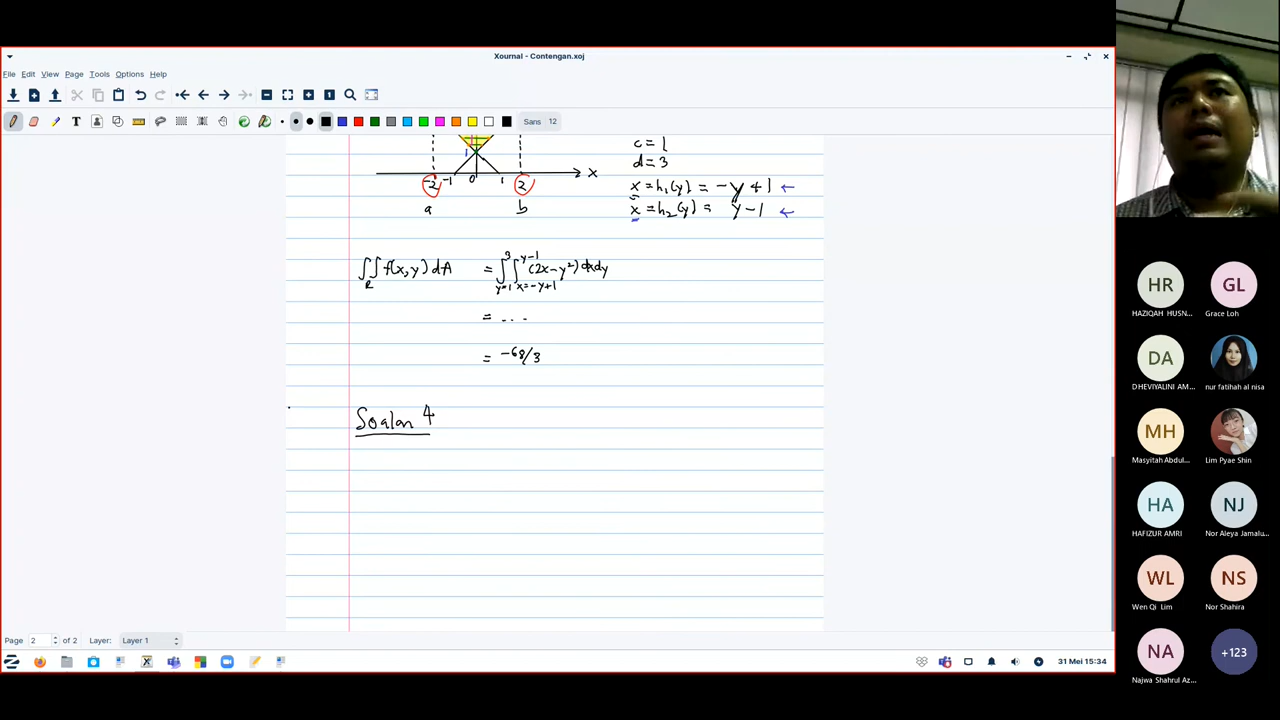 Xournal - Contengan.xoj
File Edit View Page Tools Options Help
Sans 12
1
-2 -1 0 1 2 x
a b
c = 1
d = 3
x = h₁(y) = -y + 1 ←
x = h₂(y) = y - 1 ←
∬_R f(x,y) dA = ∫_{y=1}^{3} ∫_{x=-y+1}^{y-1} (2x - y²) dx dy
= ...
= -68/3
Soalan 4
Page 2 of 2 Layer: Layer 1
31 Mei 15:34
HR GL
HAZIQAH HUSN... Grace Loh
DA
DHEVIYALINI AM... nur fatihah al nisa
MH
Masyitah Abdul... Lim Pyae Shin
HA NJ
HAFIZUR AMRI Nor Aleya Jamalu...
WL NS
Wen Qi Lim Nor Shahira
NA +123
Najwa Shahrul Az...